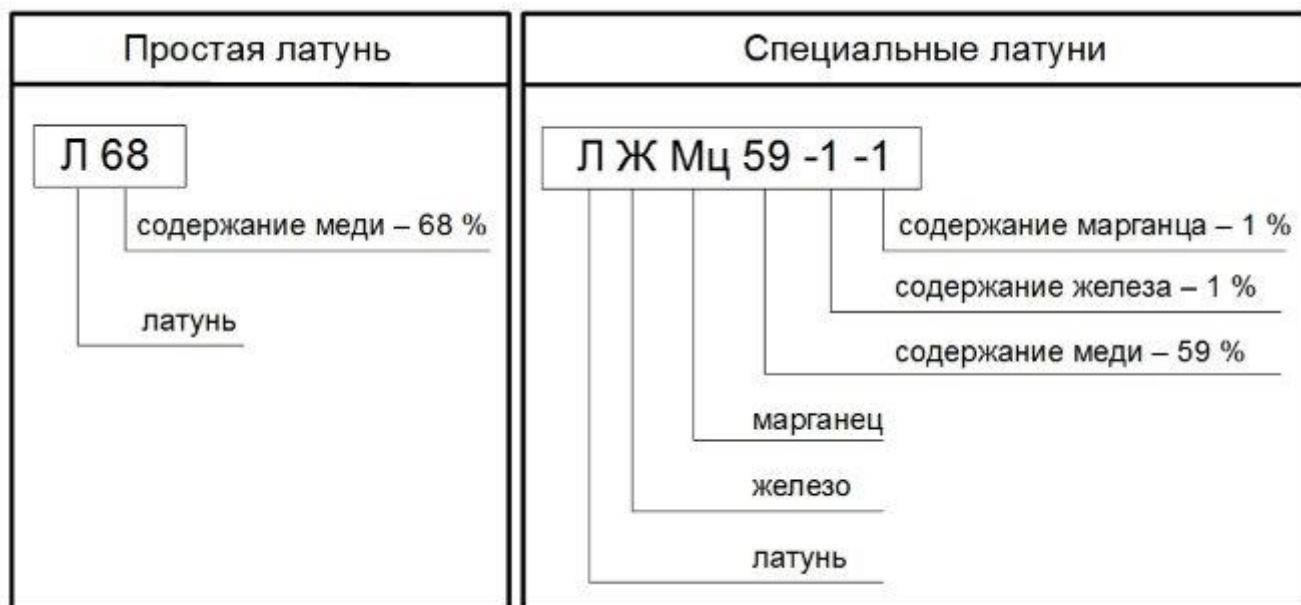 Простая латунь
Л 68
содержание меди – 68 %
латунь
Специальные латуни
Л Ж Мц 59 -1 -1
содержание марганца – 1 %
содержание железа – 1 %
содержание меди – 59 %
марганец
железо
латунь